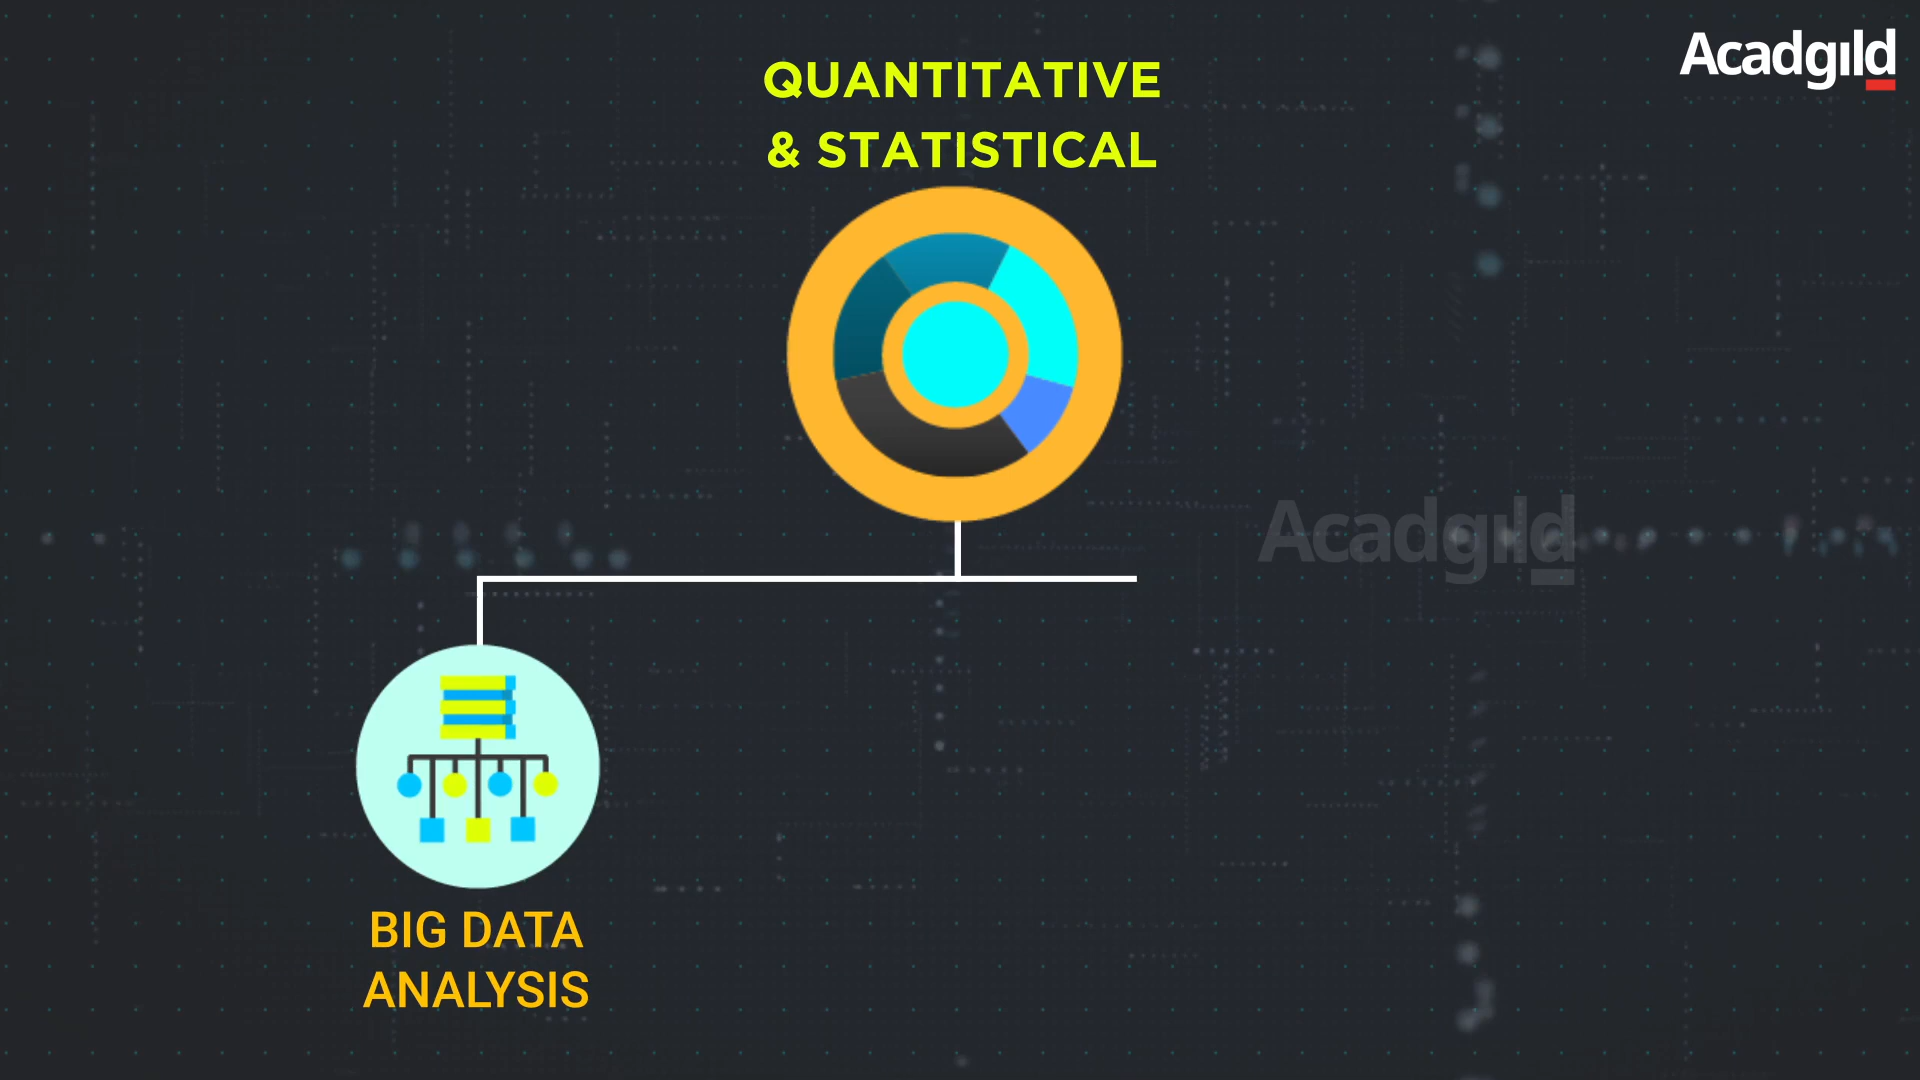 Acadgild
QUANTITATIVE
& STATISTICAL
Acadgild
BIG DATA
ANALYSIS